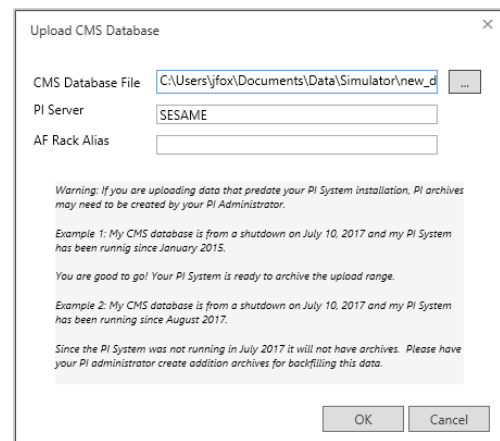 Upload CMS Database
CMS Database File
C:\Users\jfox\Documents\Data\Simulator\new_d
...
PI Server
SESAME
AF Rack Alias
Warning: If you are uploading data that predate your PI System installation, PI archives
may need to be created by your PI Administrator.
Example 1: My CMS database is from a shutdown on July 10, 2017 and my PI System
has been runnig since January 2015.
You are good to go! Your PI System is ready to archive the upload range.
Example 2: My CMS database is from a shutdown on July 10, 2017 and my PI System
has been running since August 2017.
Since the PI System was not running in July 2017 it will not have archives.  Please have
your PI administrator create addition archives for backfilling this data.
OK
Cancel